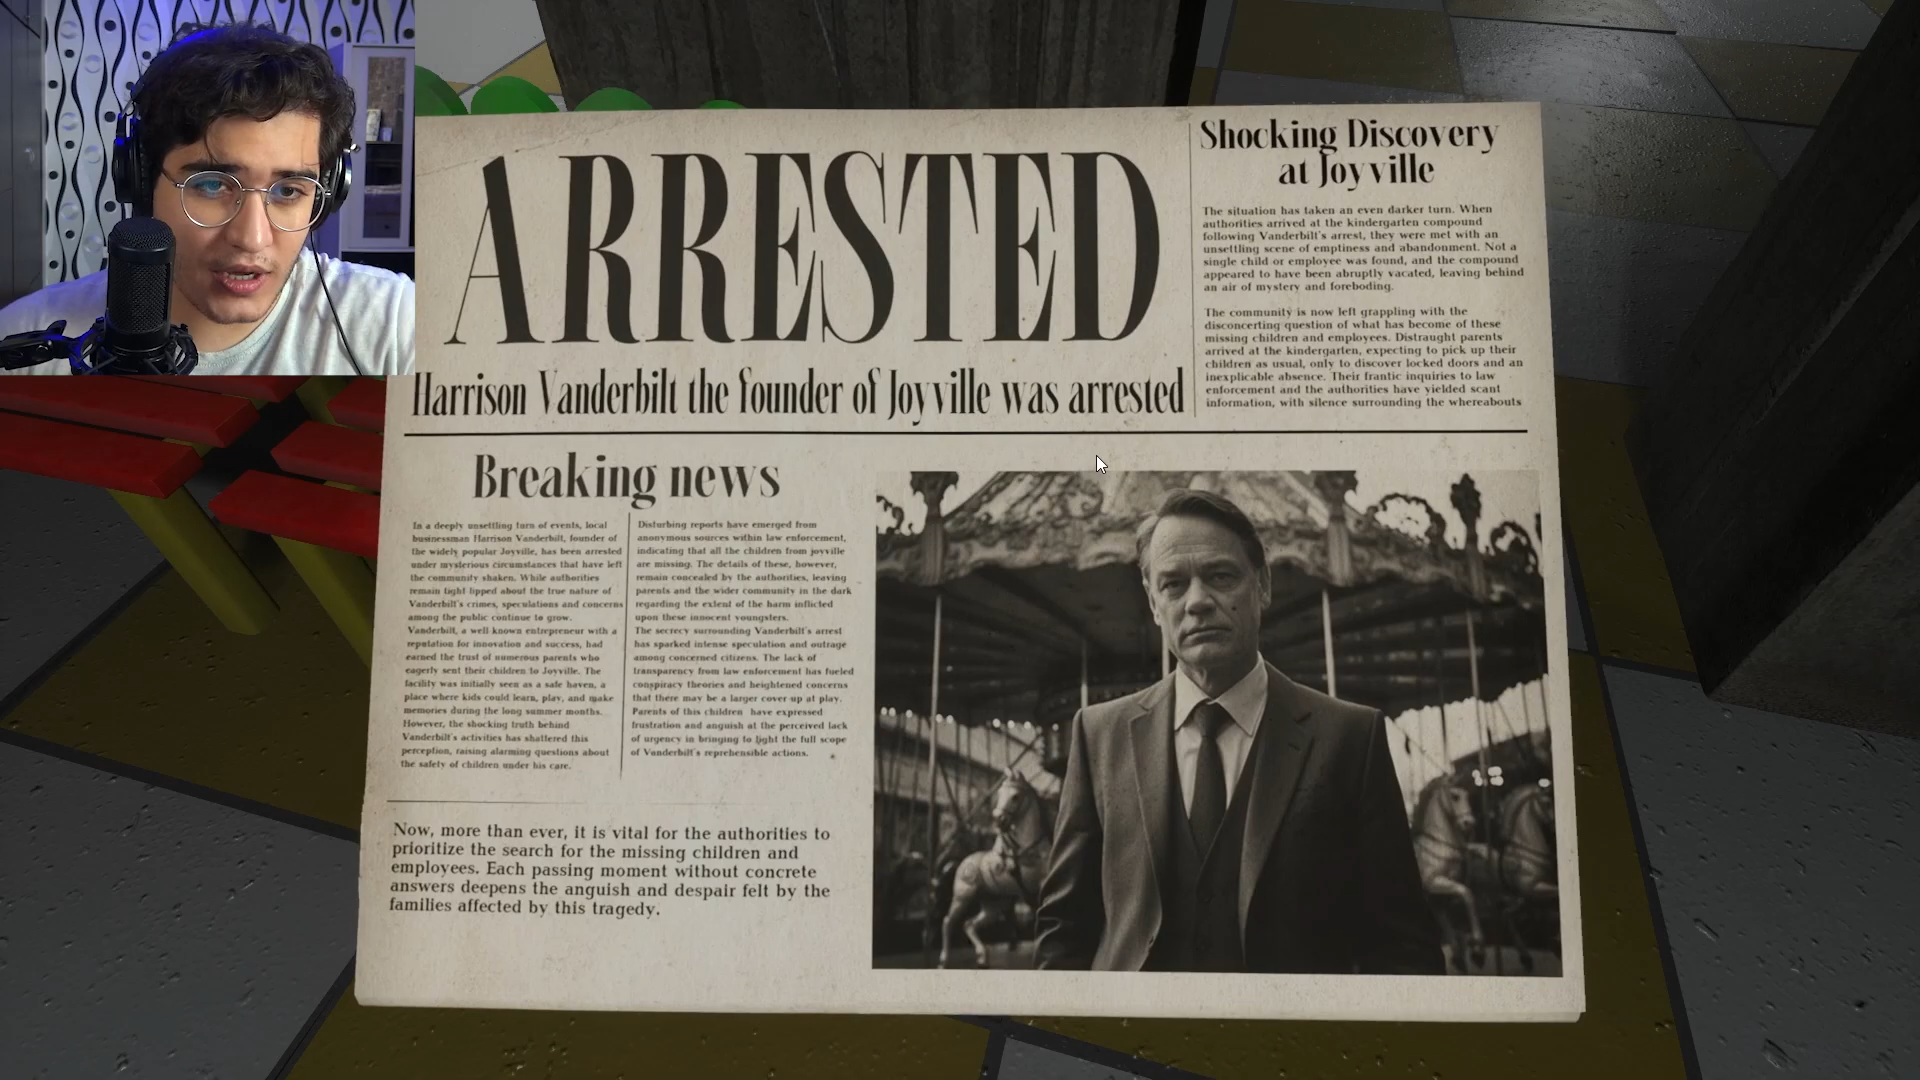 ARRESTED
Harrison Vanderbilt the founder of Joyville was arrested
Shocking Discovery
at Joyville
The situation has taken an even darker turn. When
authorities arrived at the kindergarten compound
following Vanderbilt's arrest, they were met with an
unsettling scene of emptiness and abandonment. Not a
single child or employee was found, and the compound
appeared to have been abruptly vacated, leaving behind
an air of mystery and foreboding.
The community is now left grappling with the
disconcerting question of what has become of these
missing children and employees. Distraught parents
arrived at the kindergarten, expecting to pick up their
children as usual, only to discover locked doors and an
inexplicable absence. Their frantic inquiries to law
enforcement and the authorities have yielded scant
information, with silence surrounding the whereabouts
Breaking news
In a deeply unsettling turn of events, local
businessman Harrison Vanderbilt, founder of
the widely popular Joyville, has been arrested
under mysterious circumstances that have left
the community shaken. While authorities
remain tight lipped about the true nature of
Vanderbilt's crimes, speculations and concerns
among the public continue to grow.
Vanderbilt, a well known entrepreneur with a
reputation for innovation and success, had
earned the trust of numerous parents who
eagerly sent their children to Joyville. The
facility was initially seen as a safe haven, a
place where kids could learn, play, and make
memories during the long summer months.
However, the shocking truth behind
Vanderbilt's activities has shattered this
perception, raising alarming questions about
the safety of children under his care.
Disturbing reports have emerged from
anonymous sources within law enforcement,
indicating that all the children from joyville
are missing. The details of these, however,
remain concealed by the authorities, leaving
parents and the wider community in the dark
regarding the extent of the harm inflicted
upon these innocent youngsters.
The secrecy surrounding Vanderbilt's arrest
has sparked intense speculation and outrage
among concerned citizens. The lack of
transparency from law enforcement has fueled
conspiracy theories and heightened concerns
that there may be a larger cover up at play.
Parents of this children have expressed
frustration and anguish at the perceived lack
of urgency in bringing to light the full scope
of Vanderbilt's reprehensible actions.
Now, more than ever, it is vital for the authorities to
prioritize the search for the missing children and
employees. Each passing moment without concrete
answers deepens the anguish and despair felt by the
families affected by this tragedy.